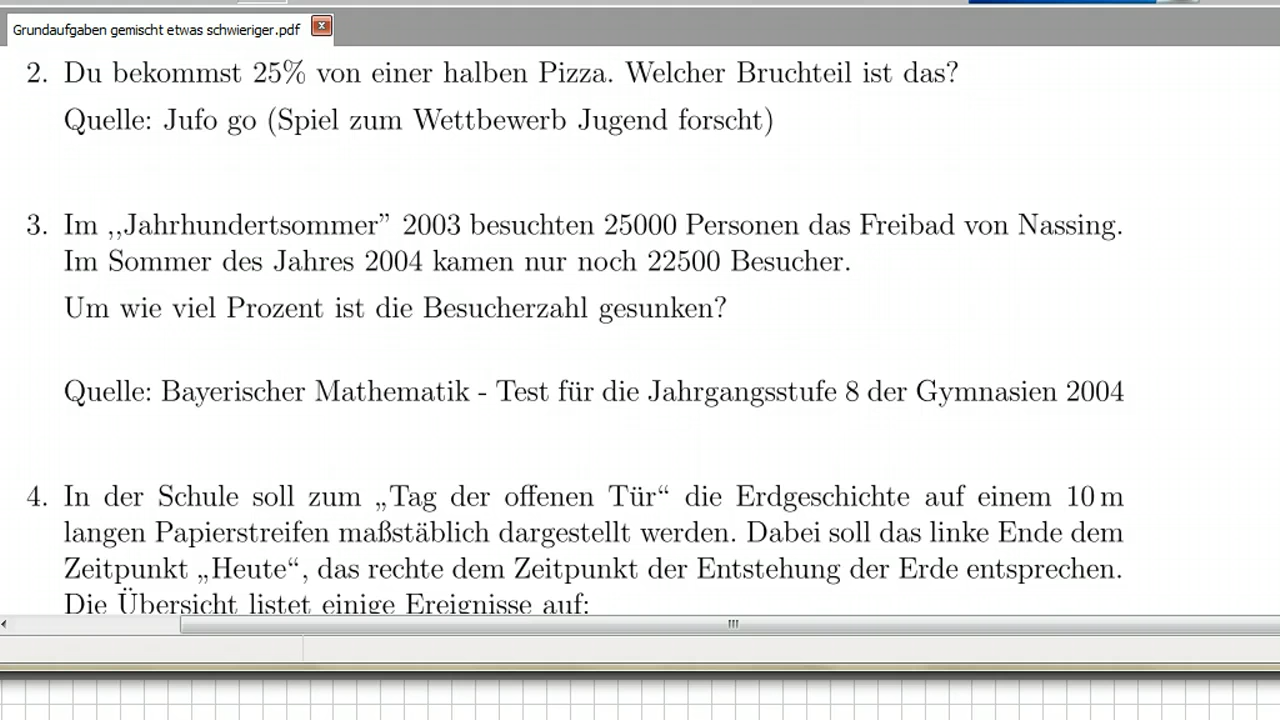 Grundaufgaben gemischt etwas schwieriger.pdf
2. Du bekommst 25% von einer halben Pizza. Welcher Bruchteil ist das?
Quelle: Jufo go (Spiel zum Wettbewerb Jugend forscht)
3. Im ,,Jahrhundertsommer” 2003 besuchten 25000 Personen das Freibad von Nassing.
Im Sommer des Jahres 2004 kamen nur noch 22500 Besucher.
Um wie viel Prozent ist die Besucherzahl gesunken?
Quelle: Bayerischer Mathematik - Test für die Jahrgangsstufe 8 der Gymnasien 2004
4. In der Schule soll zum „Tag der offenen Tür“ die Erdgeschichte auf einem 10 m
langen Papierstreifen maßstäblich dargestellt werden. Dabei soll das linke Ende dem
Zeitpunkt „Heute“, das rechte dem Zeitpunkt der Entstehung der Erde entsprechen.
Die Übersicht listet einige Ereignisse auf: